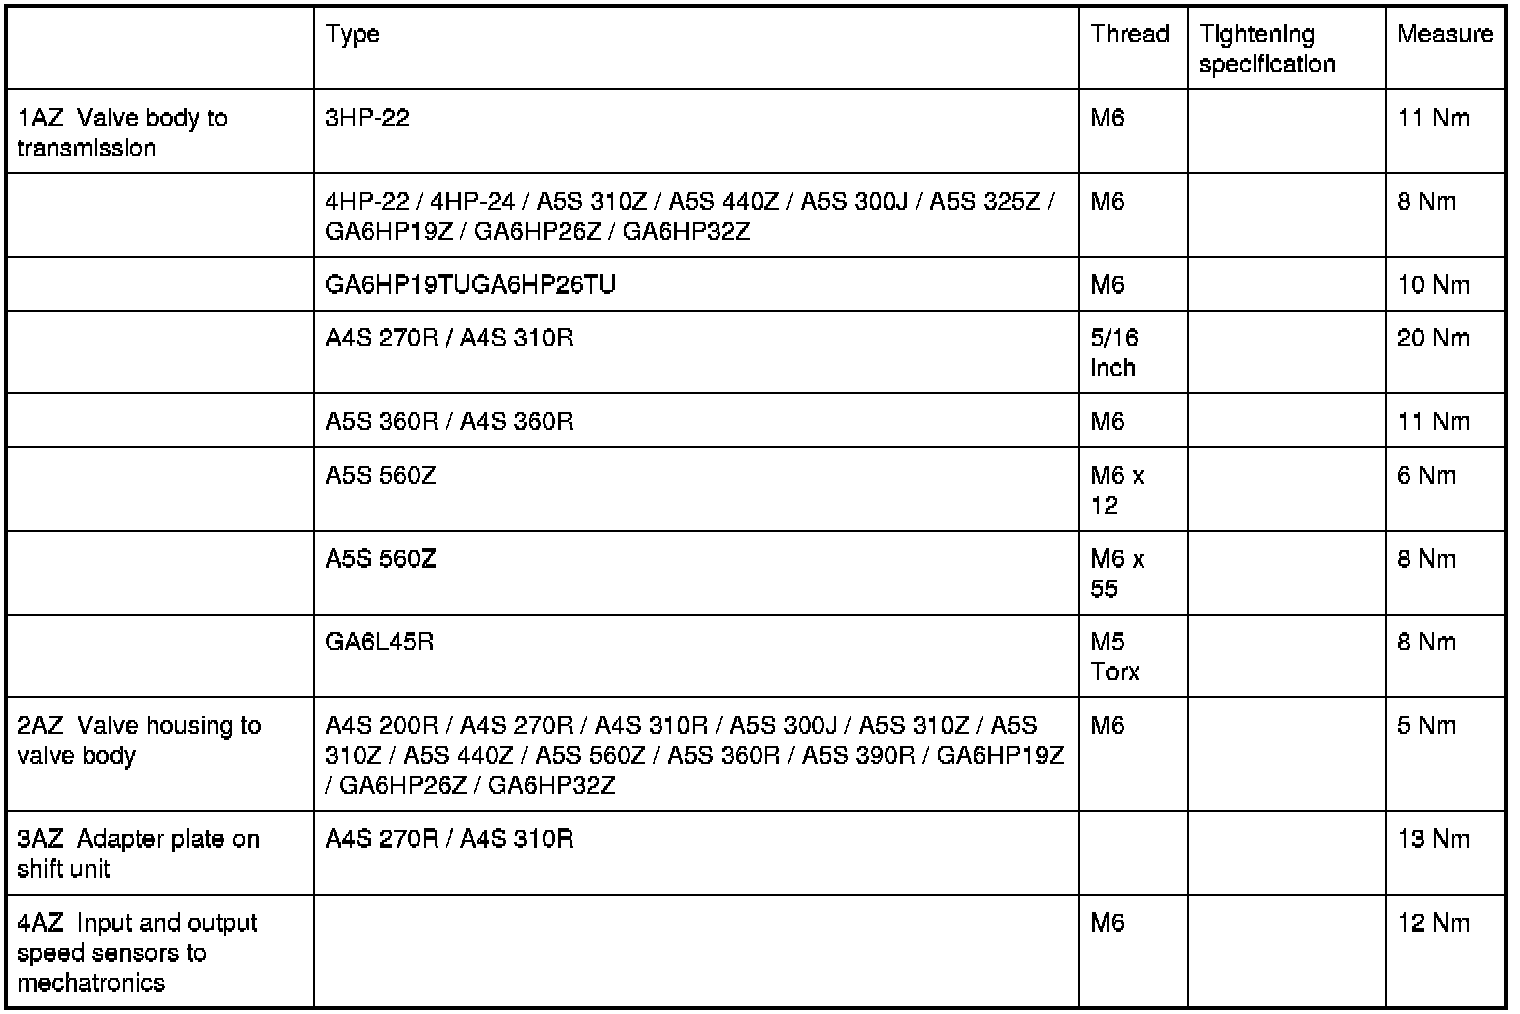 Type Thread Tightening Measure
specification
1AZ Valve body to 3HP-22 M6 11 Nm
transmission
4HP-22 / 4HP-24 / A5S 310Z / A5S 440Z / A5S 300J / A5S 325Z / M6 8 Nm
GA6HP19Z / GA6HP26Z / GA6HP32Z
GA6HP19TUGA6HP26TU M6 10 Nm
A4S 270R / A4S 310R 5/16 20 Nm
Inch
A5S 360R / A4S 360R M6 11 Nm
A5S 560Z M6 x 6 Nm
12
A5S 560Z M6 x 8 Nm
55
GA6L45R M5 8 Nm
Torx
2AZ Valve housing to A4S 200R / A4S 270R / A4S 310R / A5S 300J / A5S 310Z / A5S M6 5 Nm
valve body 310Z / A5S 440Z / A5S 560Z / A5S 360R / A5S 390R / GA6HP19Z
/ GA6HP26Z / GA6HP32Z
3AZ Adapter plate on A4S 270R / A4S 310R 13 Nm
shift unit
4AZ Input and output M6 12 Nm
speed sensors to
mechatronics